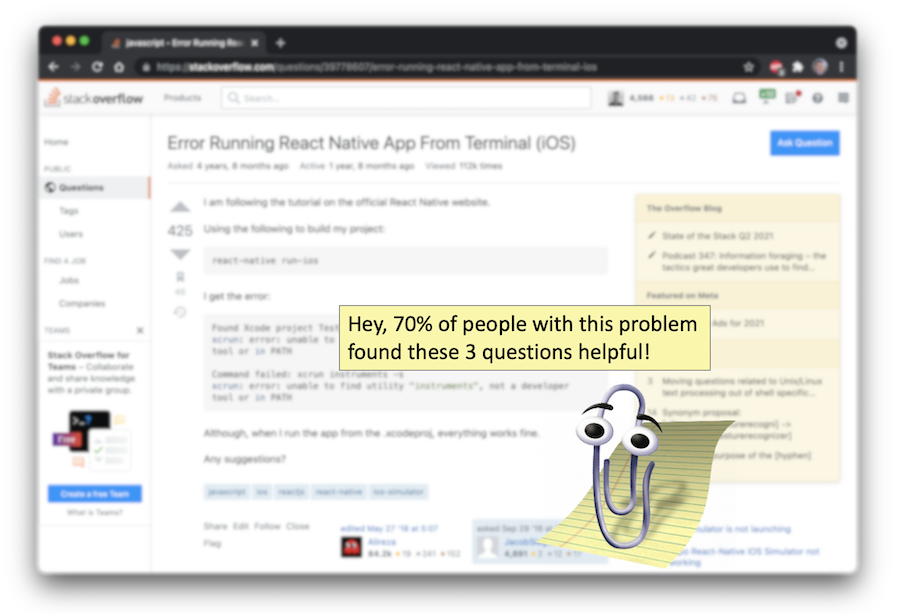 javascript - Error Running Rea
https://stackoverflow.com/questions/39778607/error-running-react-native-app-from-terminal-ios
stackoverflow
Products
Search...
4,566
Home
PUBLIC
Questions
Tags
Users
FIND A JOB
Jobs
Companies
TEAMS
Stack Overflow for
Teams – Collaborate
and share knowledge
with a private group.
Free
Create a free Team
What is Teams?
Error Running React Native App From Terminal (iOS)
Ask Question
Asked 4 years, 8 months ago Active 1 year, 8 months ago Viewed 112k times
I am following the tutorial on the official React Native website.
425
Using the following to build my project:
react-native run-ios
I get the error:
Found Xcode project Test
xcrun: error: unable to
tool or in PATH
Command failed: xcrun instruments -s
xcrun: error: unable to find utility "instruments", not a developer
tool or in PATH
Although, when I run the app from the .xcodeproj, everything works fine.
Any suggestions?
javascript ios reactjs react-native ios-simulator
Share Edit Follow Close
Flag
edited May 27 '18 at 5:07
Alireza
asked Sep 29 '16 at
The Overflow Blog
State of the Stack Q2 2021
Podcast 347: Information foraging – the
tactics great developers use to find...
Featured on Meta
Ads for 2021
3 Moving questions related to Unix/Linux
text processing out of shell specific...
Synonym proposal:
purpose of the [hyphen]
simulator is not launching
React-Native iOS Simulator not
working
Hey, 70% of people with this problem
found these 3 questions helpful!